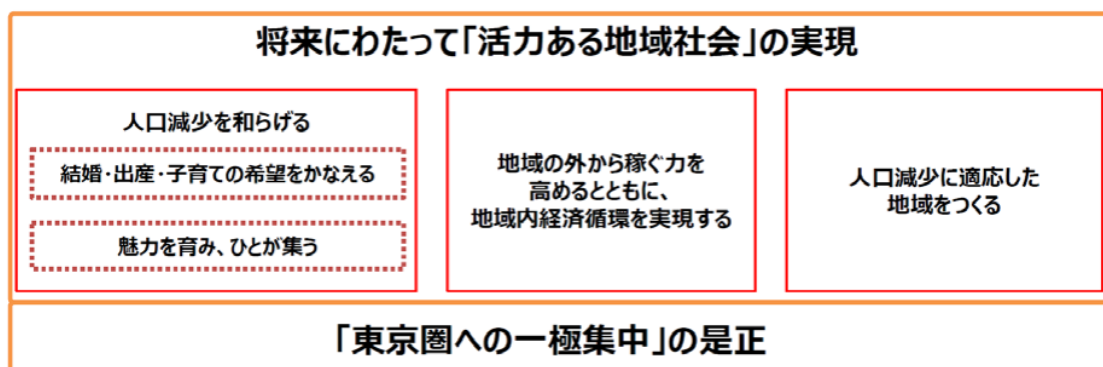 将来にわたって「活力ある地域社会」の実現
人口減少を和らげる
結婚・出産・子育ての希望をかなえる
魅力を育み、ひとが集う
地域の外から稼ぐ力を
高めるとともに、
地域内経済循環を実現する
人口減少に適応した
地域をつくる
「東京圏への一極集中」の是正